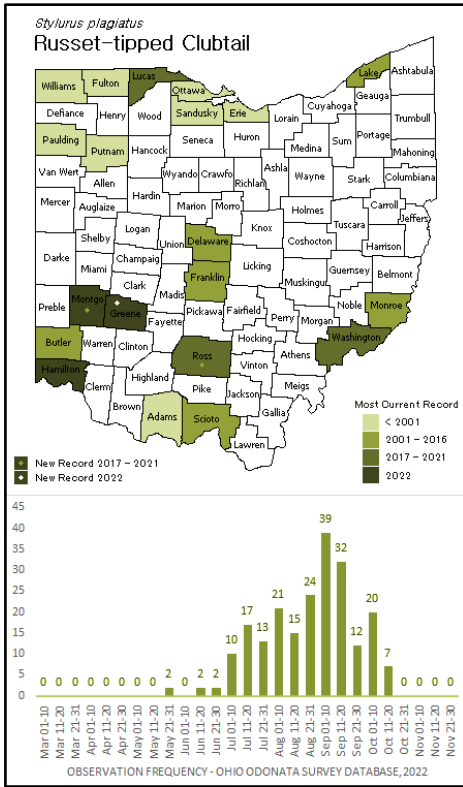 Stylurus plagiatus
Russet-tipped Clubtail
Williams Fulton Lucas Ottawa Lake Ashtabula
Geauga
Defiance Henry Wood Sandusky Erie Lorain Cuyahoga Trumbull
Paulding Putnam Hancock Seneca Huron Medina Sum Portage
Mahoning
Van Wert Allen Wyando Crawfo Richlan Ashla Wayne Stark Columbiana
Mercer Auglaize Hardin Marion Morro Holmes Carroll Jeffers
Shelby Logan Union Delaware Knox Coshocton Tuscara Harrison
Darke Miami Champaig Franklin Licking Muskingut Guernsey Belmont
Clark Madis
Preble Montgo Greene Pickawa Fairfield Perry Morgan Noble Monroe
Fayette
Butler Warren Clinton Ross Hocking Athens Washington
Hamilton Clerm Highland Pike Vinton Meigs
Brown Adams Scioto Jackson Gallia
Lawren
Most Current Record
< 2001
2001 - 2016
2017 - 2021
2022
New Record 2017 - 2021
New Record 2022
45
40
35
30
25
20
15
10
5
0
0 0 0 0 0 0 0 0 2 0 2 2 10 17 13 21 15 24 39 32 12 20 7 0 0 0 0
Mar 01-10
Mar 11-20
Mar 21-31
Apr 01-10
Apr 11-20
Apr 21-30
May 01-10
May 11-20
May 21-31
Jun 01-10
Jun 11-20
Jun 21-30
Jul 01-10
Jul 11-20
Jul 21-31
Aug 01-10
Aug 11-20
Aug 21-31
Sep 01-10
Sep 11-20
Sep 21-30
Oct 01-10
Oct 11-20
Oct 21-31
Nov 01-10
Nov 11-20
Nov 21-30
OBSERVATION FREQUENCY - OHIO ODONATA SURVEY DATABASE, 2022